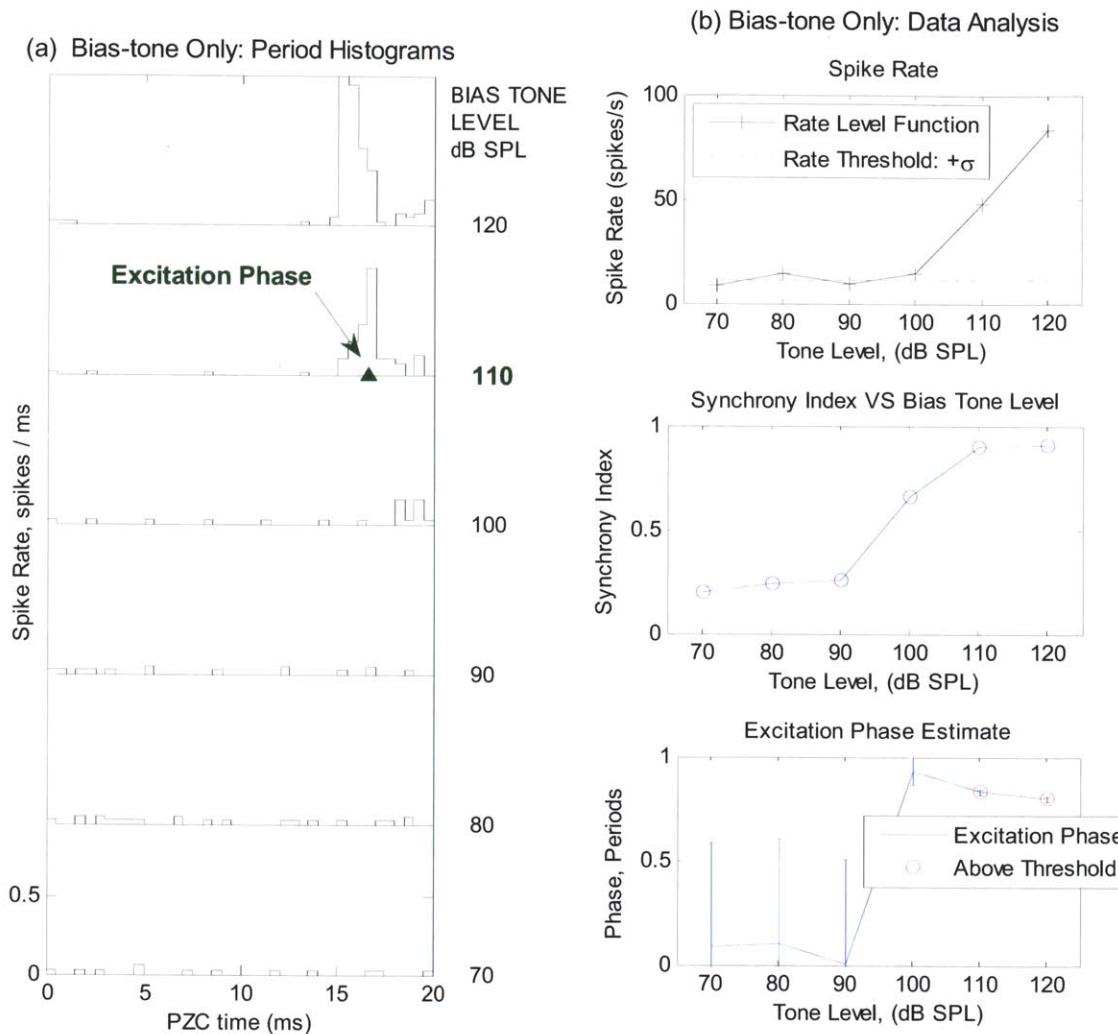 (a) Bias-tone Only: Period Histograms
BIAS TONE
LEVEL
dB SPL
120
Excitation Phase
110
100
90
80
70
Spike Rate, spikes / ms
0.5
0
0 5 10 15 20
PZC time (ms)
(b) Bias-tone Only: Data Analysis
Spike Rate
100
50
0
Spike Rate (spikes/s)
Rate Level Function
Rate Threshold: +σ
70 80 90 100 110 120
Tone Level, (dB SPL)
Synchrony Index VS Bias Tone Level
1
0.5
0
Synchrony Index
70 80 90 100 110 120
Tone Level, (dB SPL)
Excitation Phase Estimate
1
0.5
0
Phase, Periods
Excitation Phase
Above Threshold
70 80 90 100 110 120
Tone Level, (dB SPL)